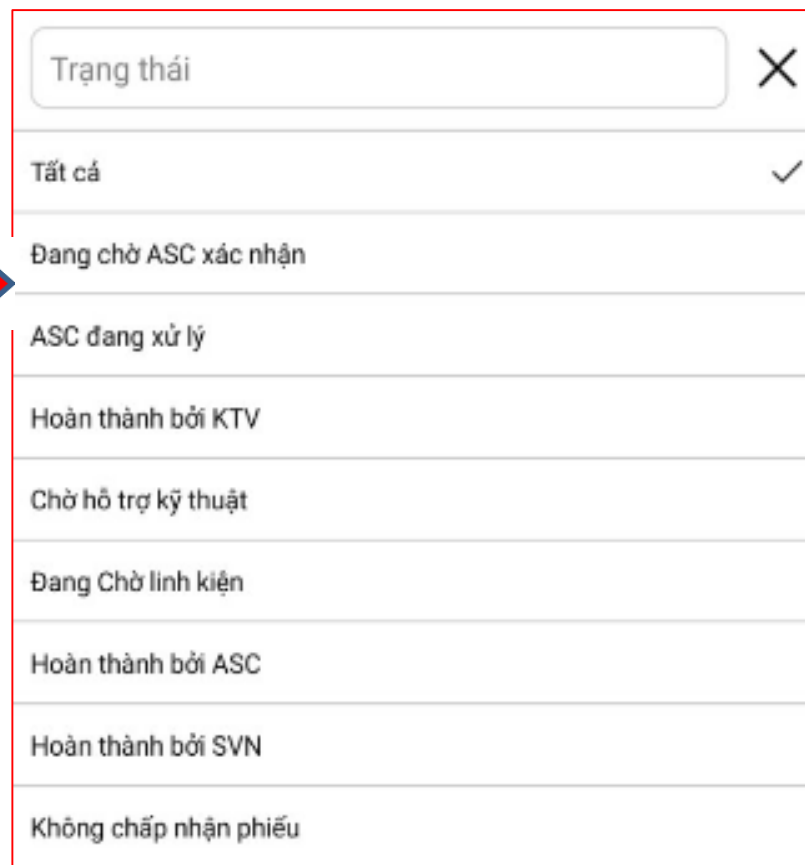 Trạng thái
Tất cả
Đang chờ ASC xác nhận
ASC đang xử lý
Hoàn thành bởi KTV
Chờ hỗ trợ kỹ thuật
Đang Chờ linh kiện
Hoàn thành bởi ASC
Hoàn thành bởi SVN
Không chấp nhận phiếu